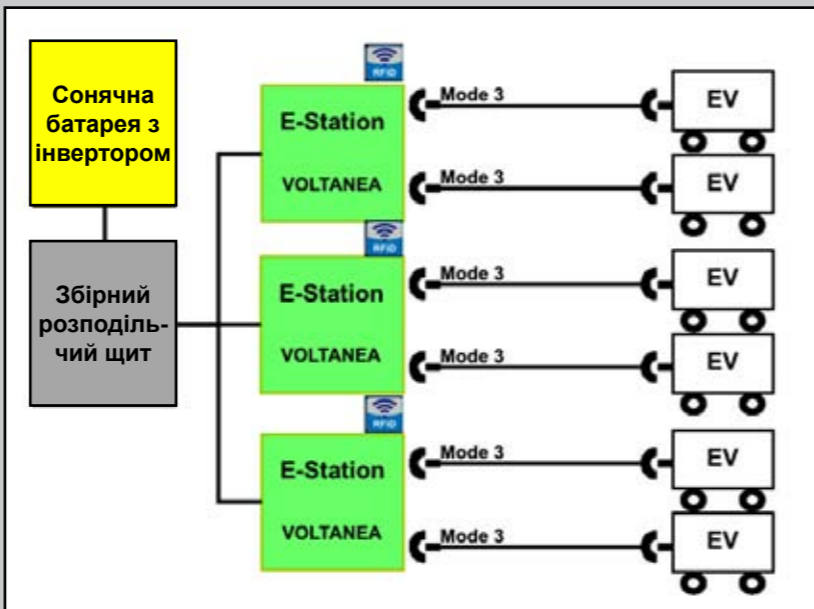 Сонячна
батарея з
інвертором
Збірний
розподіль-
чий щит
RFiD
E-Station
VOLTANEA
Mode 3
EV
Mode 3
EV
RFiD
E-Station
VOLTANEA
Mode 3
EV
Mode 3
EV
RFiD
E-Station
VOLTANEA
Mode 3
EV
Mode 3
EV